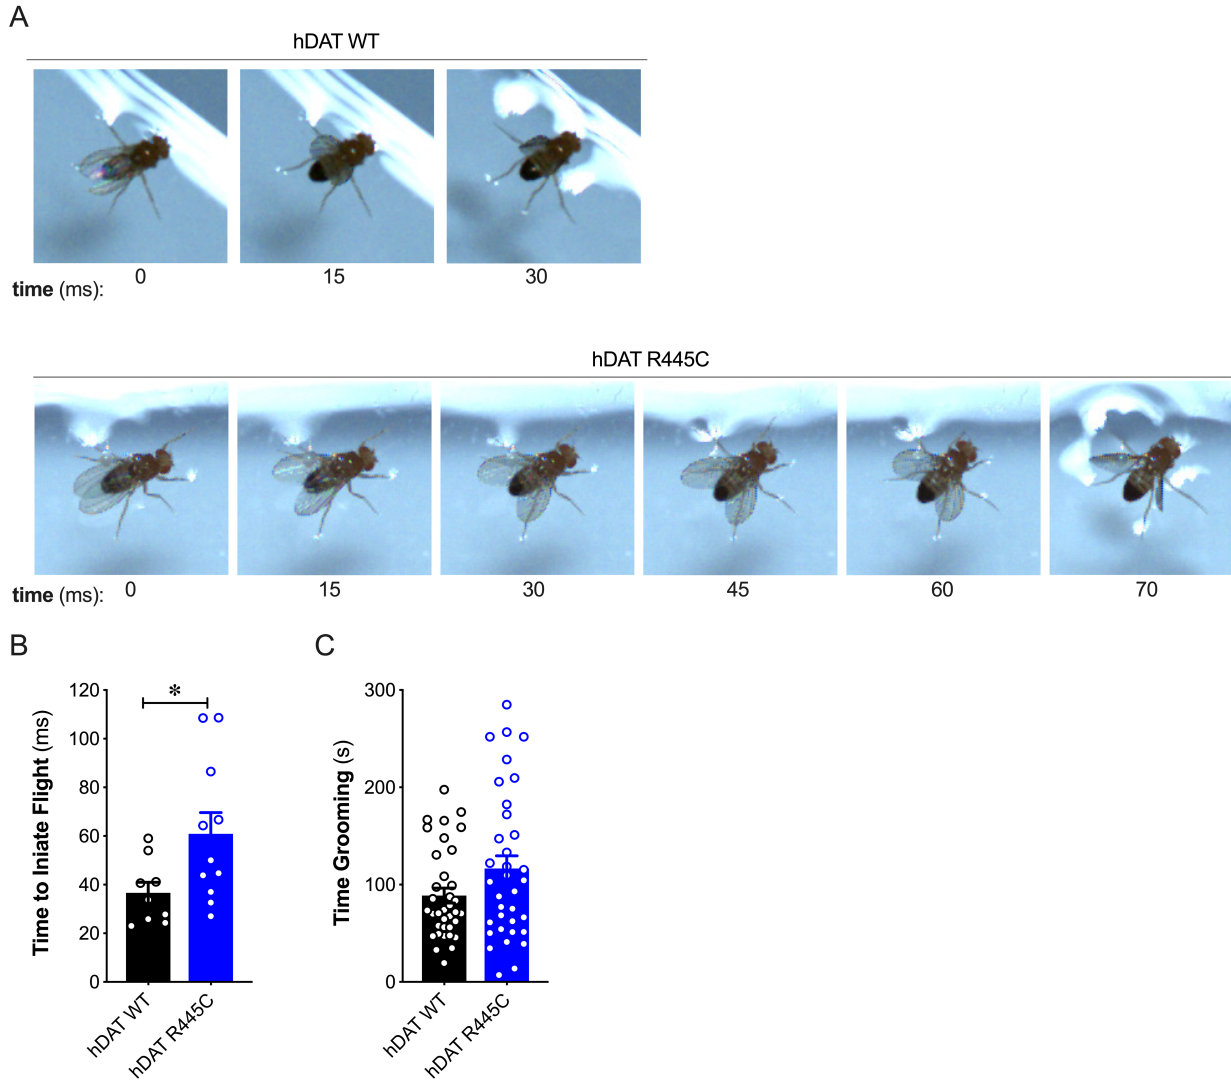 A
hDAT WT
time (ms):
0
15
30
hDAT R445C
time (ms):
0
15
30
45
60
70
B
Time to Iniate Flight (ms)
120
100
80
60
40
20
0
*
hDAT WT
hDAT R445C
C
Time Grooming (s)
300
200
100
0
hDAT WT
hDAT R445C